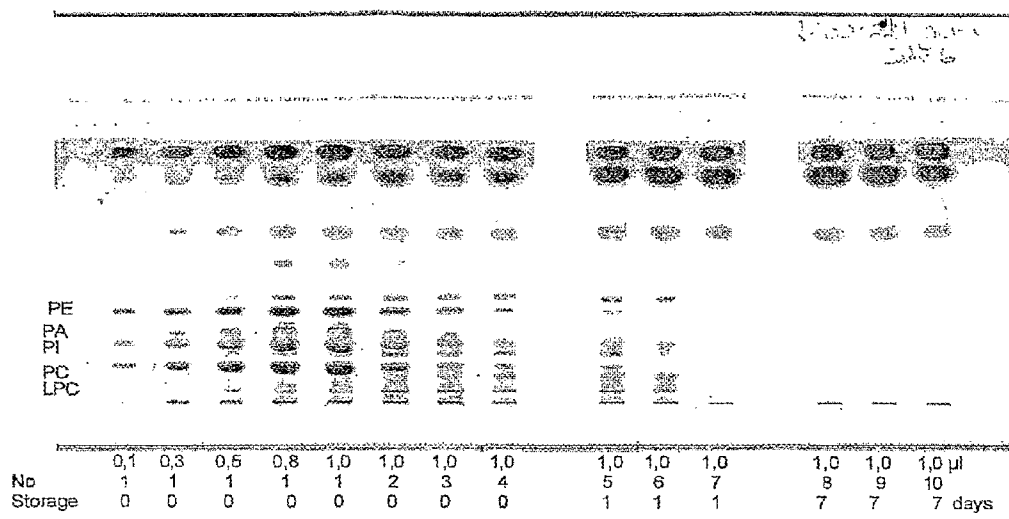 PE
PA
PI
PC
LPC
0,1 0,3 0,5 0,8 1,0 1,0 1,0 1,0 1,0 1,0 1,0 1,0 1,0 1,0 µl
No 1 1 1 1 1 2 3 4 5 6 7 8 9 10
Storage 0 0 0 0 0 0 0 0 1 1 1 7 7 7 days